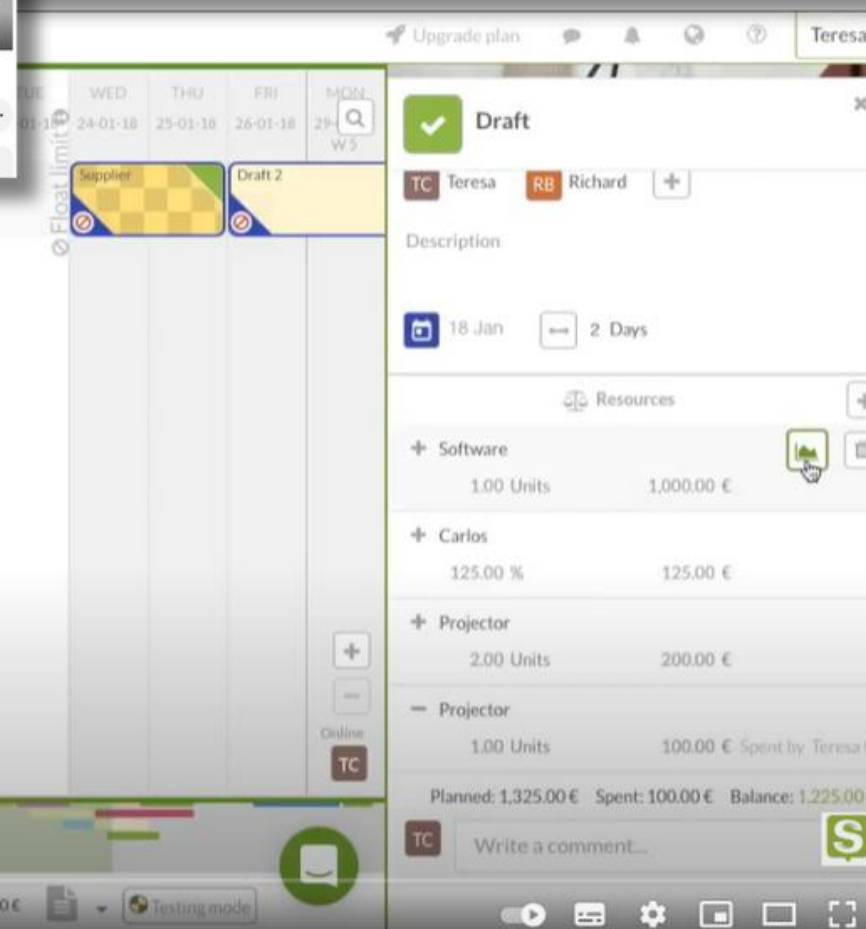 Upgrade plan
Teresa
TUE WED THU FRI MON
24-01-18 25-01-18 26-01-18 29-
W 5
Float limit
Supplier
Draft 2
Online
TC
Testing mode
Draft
TC Teresa RB Richard +
Description
18 Jan 2 Days
Resources
+ Software
1.00 Units 1,000.00 €
+ Carlos
125.00 % 125.00 €
+ Projector
2.00 Units 200.00 €
− Projector
1.00 Units 100.00 € Spent by Teresa
Planned: 1,325.00 € Spent: 100.00 € Balance: 1.225.00
TC Write a comment...
S